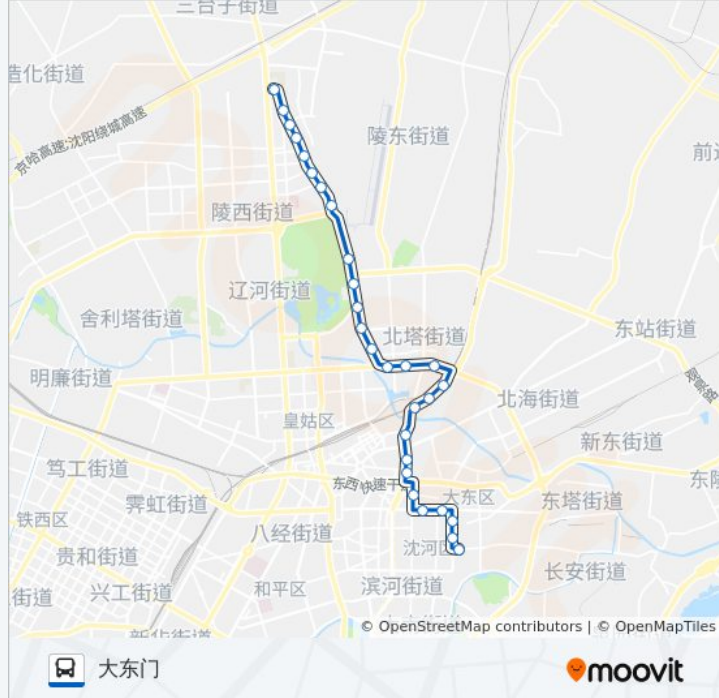 三台子街道
造化街道
京哈高速;沈阳绕城高速
陵东街道
前进
陵西街道
辽河街道
舍利塔街道
北塔街道
东站街道
明廉街道
北海街道
皇姑区
新东街道
笃工街道
东西快速干
大东区
东塔街道
霁虹街道
铁西区
八经街道
沈河区
贵和街道
长安街道
和平区
滨河街道
兴工街道
街道
新华街道
© OpenStreetMap contributors | © OpenMapTiles
大东门
moovit